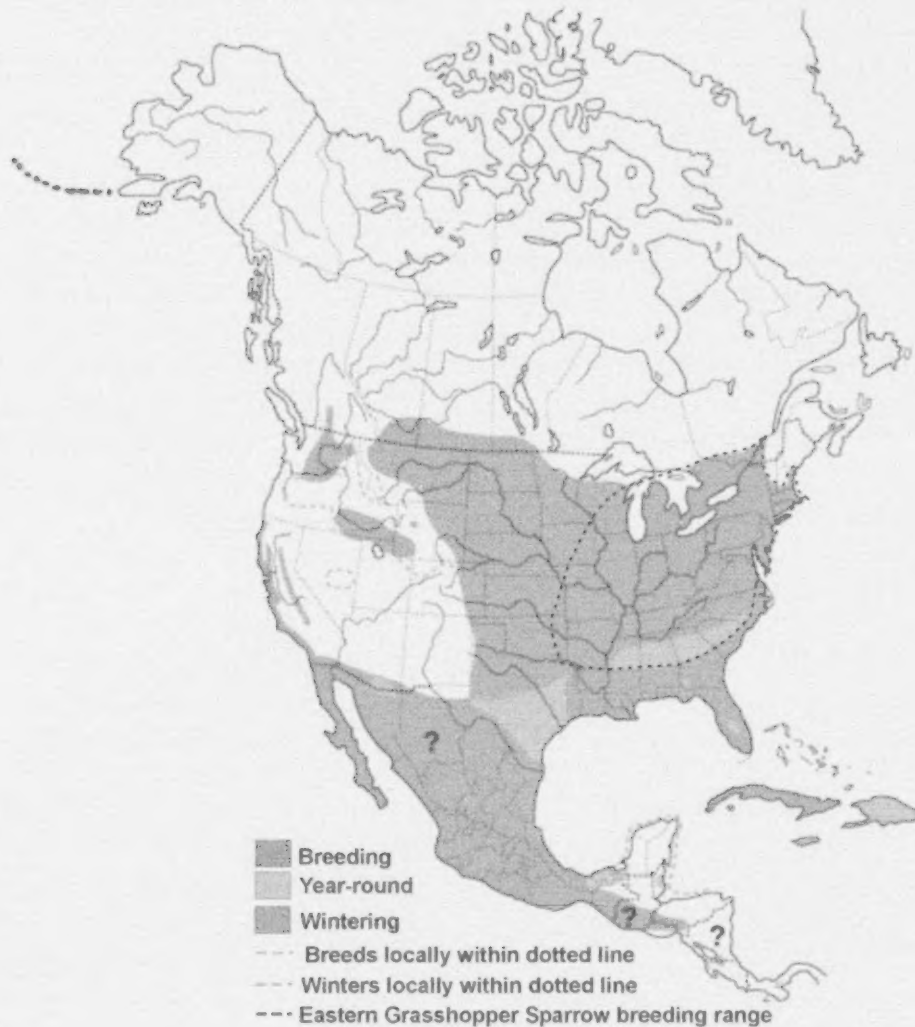 ?
Breeding
Year-round
Wintering
?
?
Breeds locally within dotted line
Winters locally within dotted line
Eastern Grasshopper Sparrow breeding range